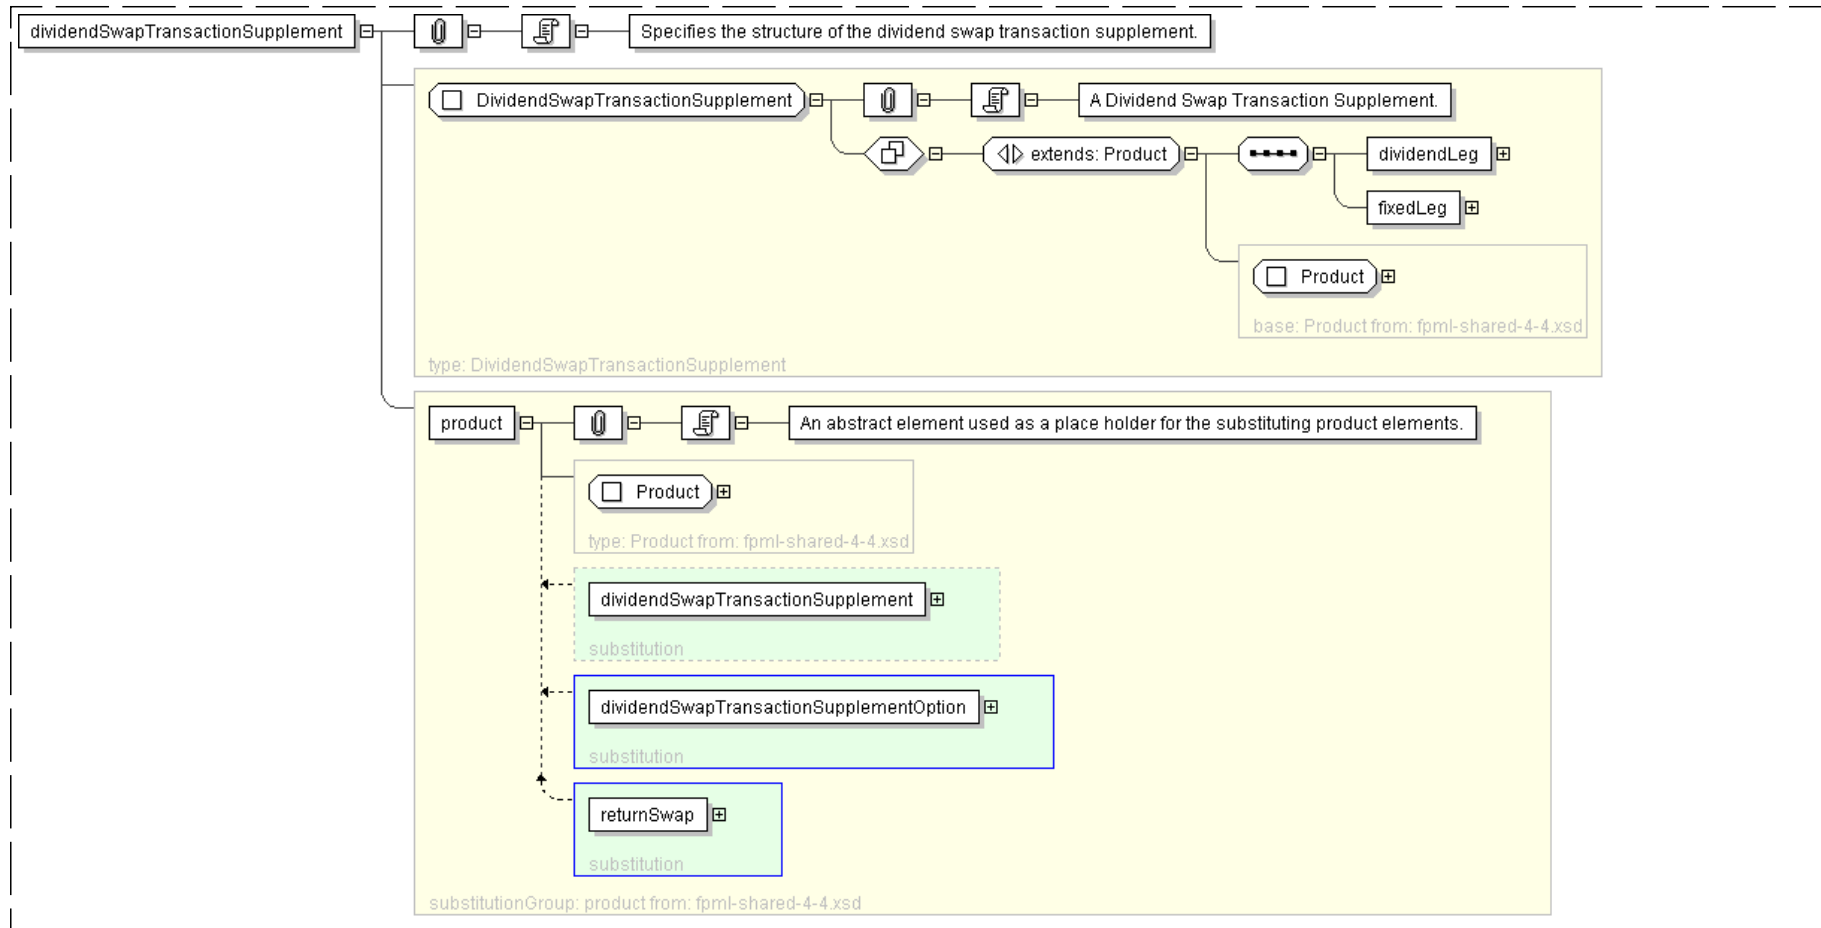 dividendSwapTransactionSupplement
Specifies the structure of the dividend swap transaction supplement.
DividendSwapTransactionSupplement
A Dividend Swap Transaction Supplement.
extends: Product
dividendLeg
fixedLeg
Product
base: Product from: fpml-shared-4-4.xsd
type: DividendSwapTransactionSupplement
product
An abstract element used as a place holder for the substituting product elements.
Product
type: Product from: fpml-shared-4-4.xsd
dividendSwapTransactionSupplement
substitution
dividendSwapTransactionSupplementOption
substitution
returnSwap
substitution
substitutionGroup: product from: fpml-shared-4-4.xsd